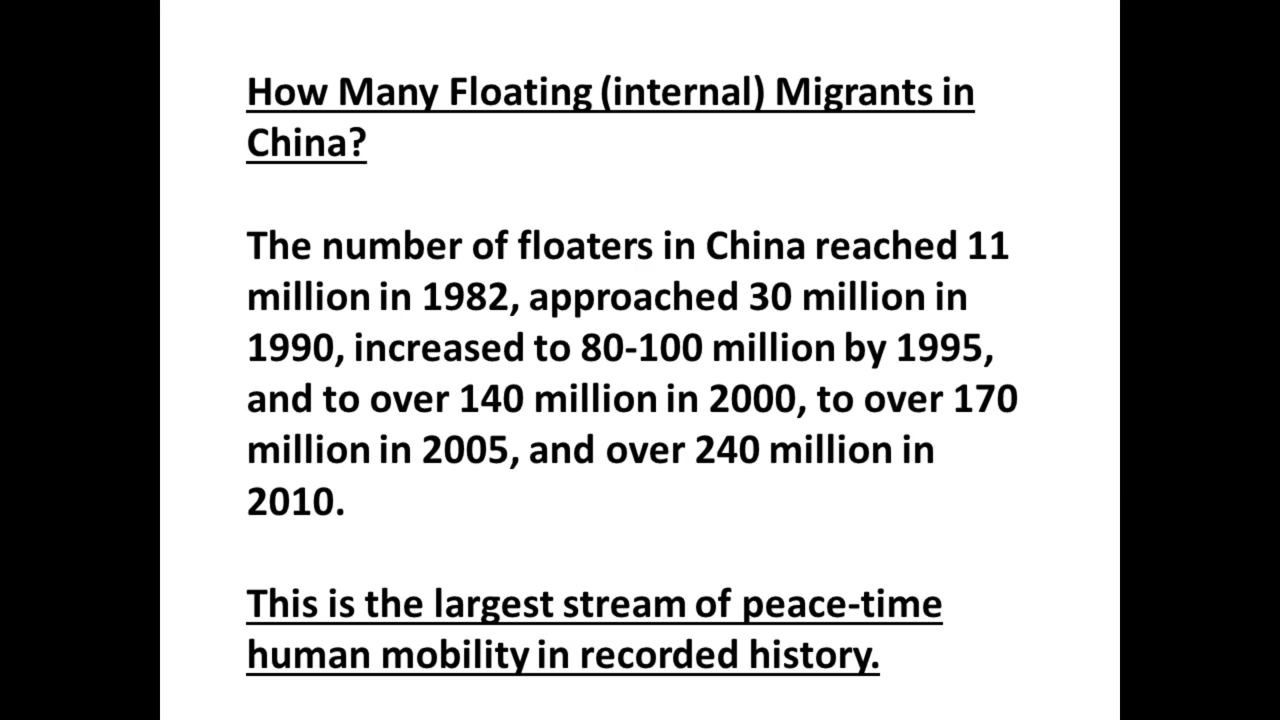 How Many Floating (internal) Migrants in
China?
The number of floaters in China reached 11
million in 1982, approached 30 million in
1990, increased to 80-100 million by 1995,
and to over 140 million in 2000, to over 170
million in 2005, and over 240 million in
2010.
This is the largest stream of peace-time
human mobility in recorded history.